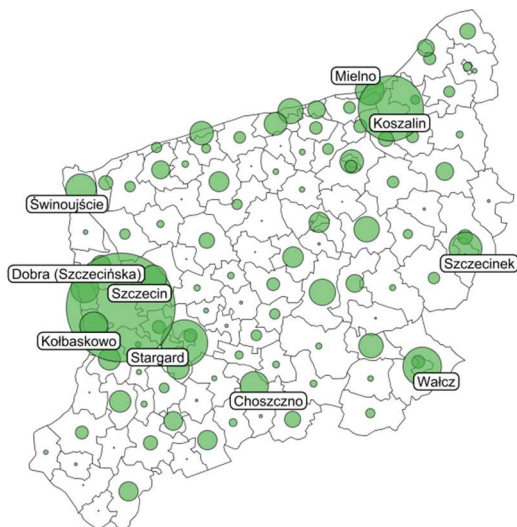 Mielno
Koszalin
Świnoujście
Szczecinek
Dobra (Szczecińska)
Szczecin
Kołbaskowo
Stargard
Wałcz
Choszczno